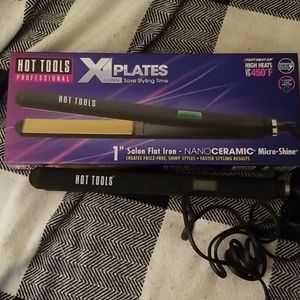 HOT TOOLS
PROFESSIONAL
XL PLATES
Save Styling Time
FAST HEAT UP
HIGH HEATS
UP TO 450°F
HOT TOOLS
1" Salon Flat Iron - NANOCERAMIC® Micro-Shine®
CREATES FRIZZ-FREE, SHINY STYLES • FASTER STYLING RESULTS
HOT TOOLS